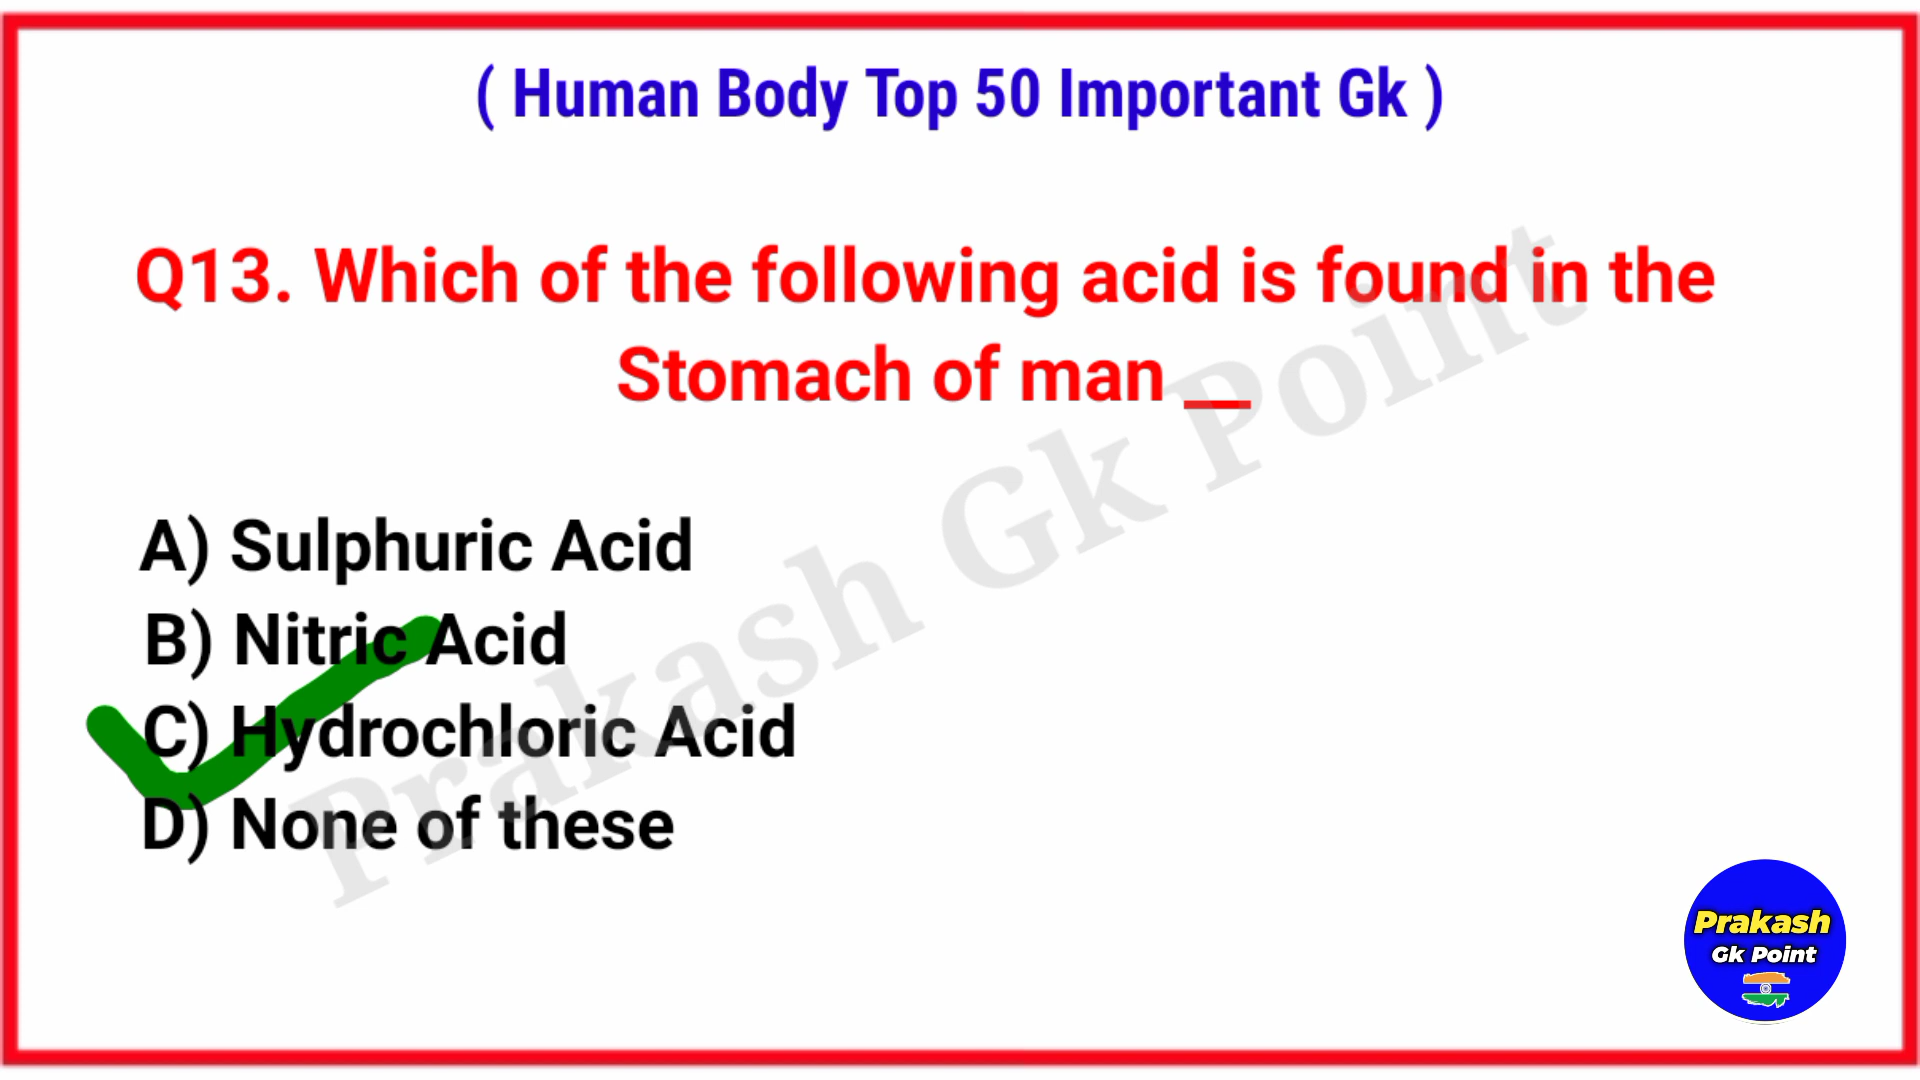 ( Human Body Top 50 Important Gk )
Q13. Which of the following acid is found in the
Stomach of man __
A) Sulphuric Acid
B) Nitric Acid
C) Hydrochloric Acid
D) None of these
Prakash Gk Point
Prakash
Gk Point